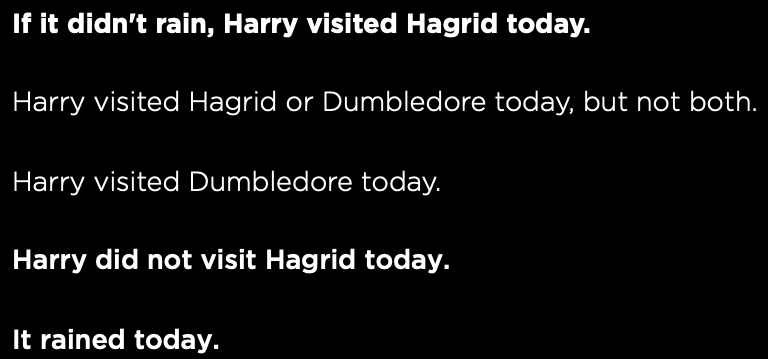 If it didn't rain, Harry visited Hagrid today.
Harry visited Hagrid or Dumbledore today, but not both.
Harry visited Dumbledore today.
Harry did not visit Hagrid today.
It rained today.